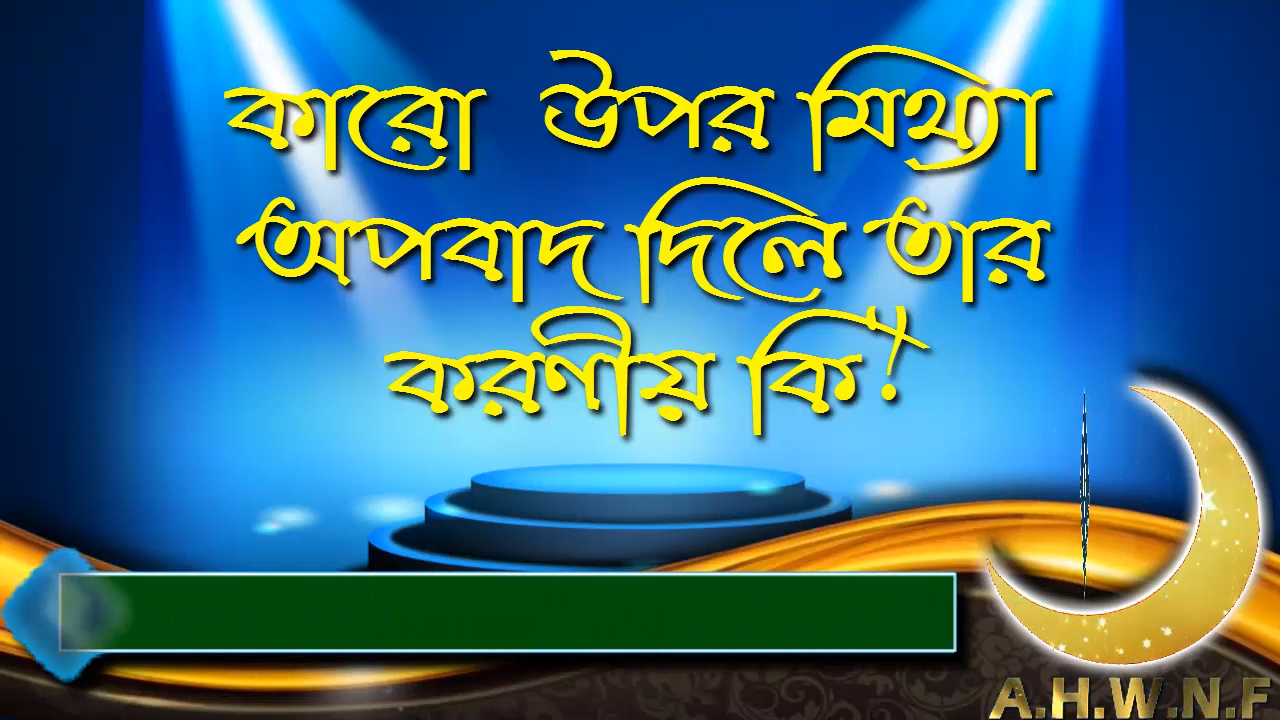 কারো উপর মিথ্যা
অপবাদ দিলে তার
করণীয় কি?
A.H.W.N.F